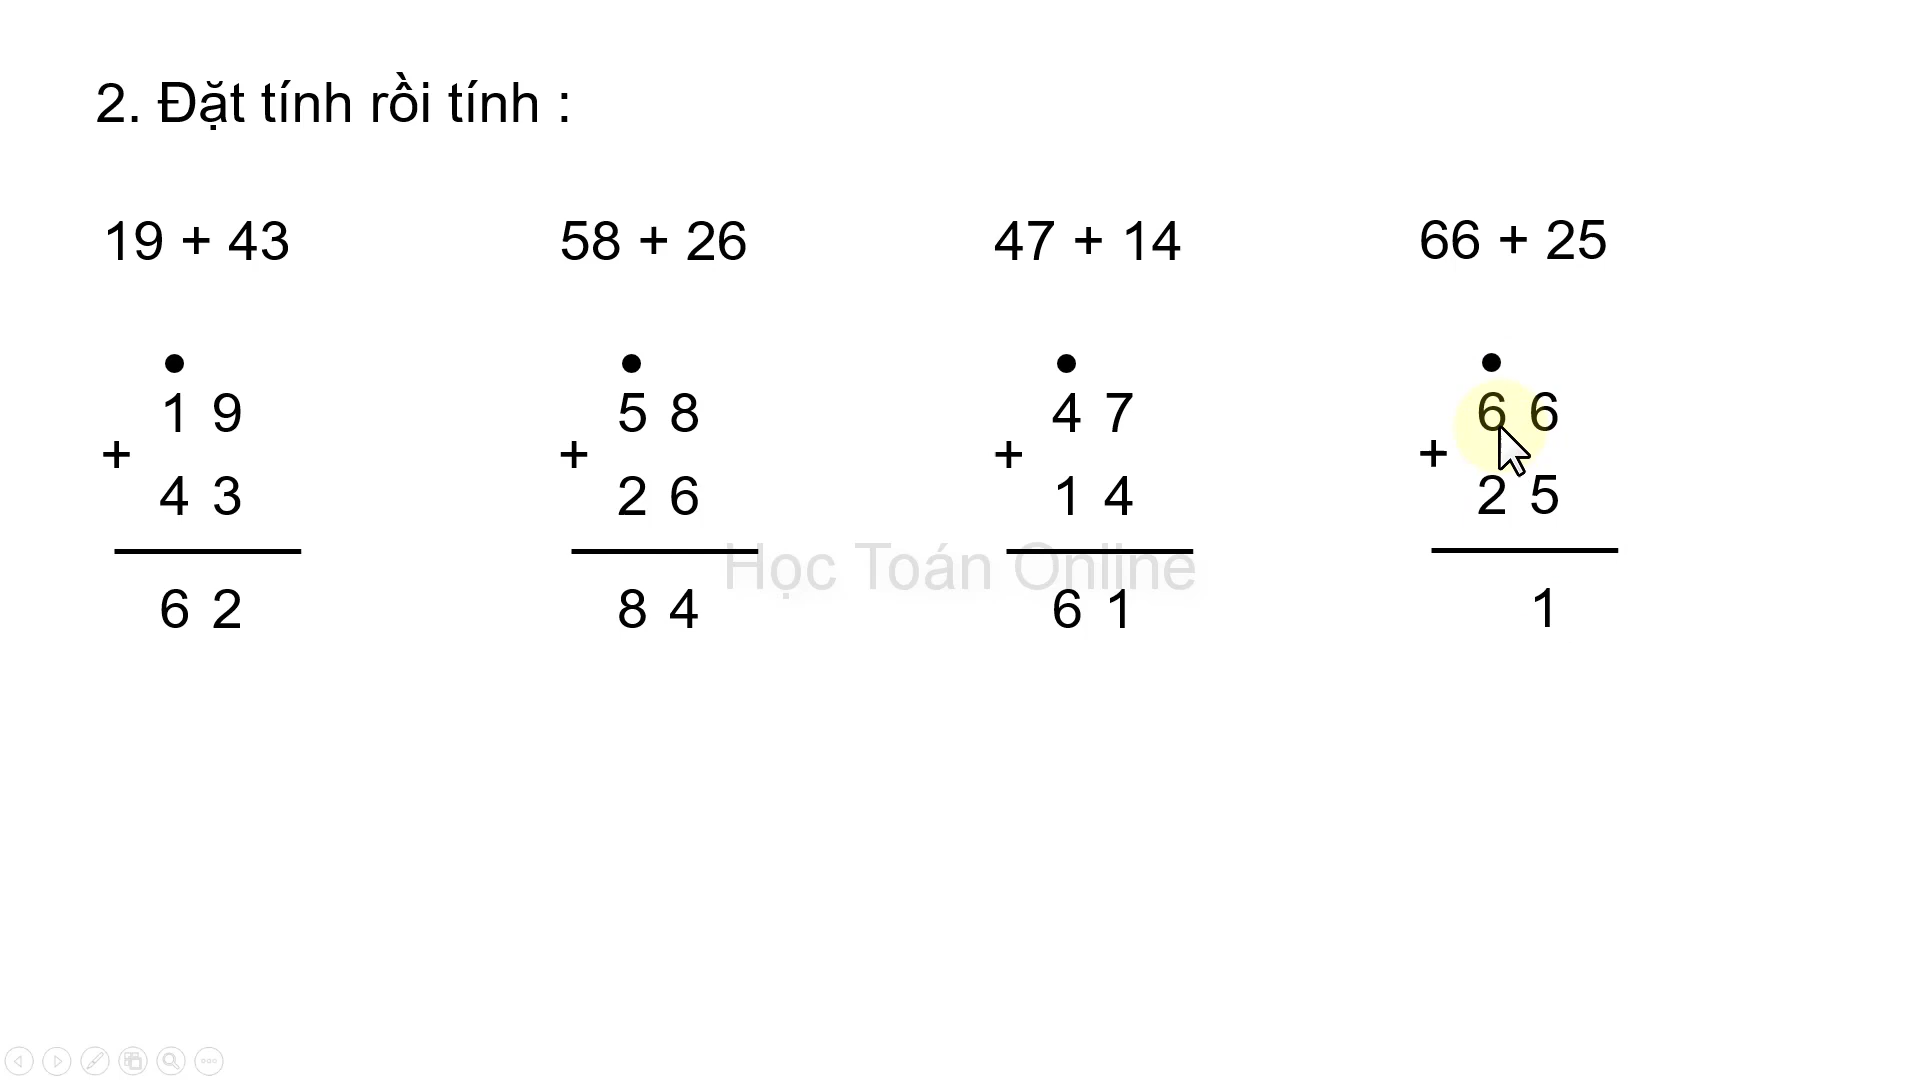 2. Đặt tính rồi tính :
19 + 43 58 + 26 47 + 14 66 + 25
1 9 5 8 4 7 6 6
+ + + +
4 3 2 6 1 4 2 5
Học Toán Online
6 2 8 4 6 1 1